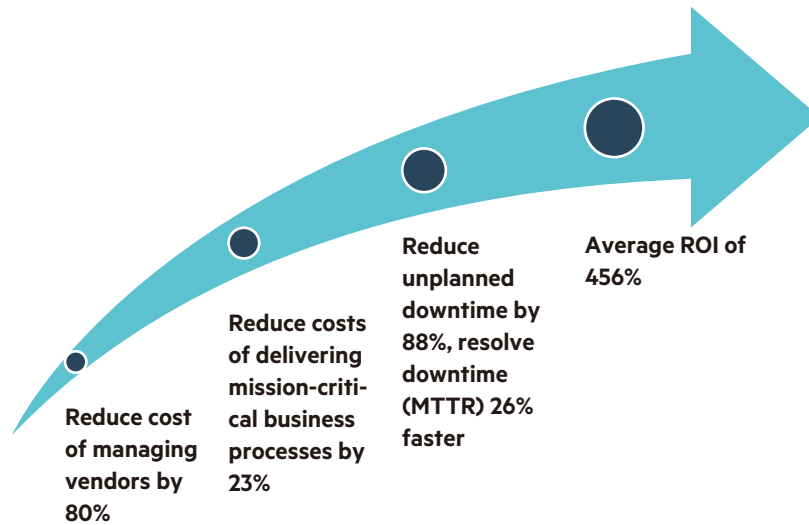 Reduce cost
of managing
vendors by
80%
Reduce costs
of delivering
mission-criti-
cal business
processes by
23%
Reduce
unplanned
downtime by
88%, resolve
downtime
(MTTR) 26%
faster
Average ROI of
456%